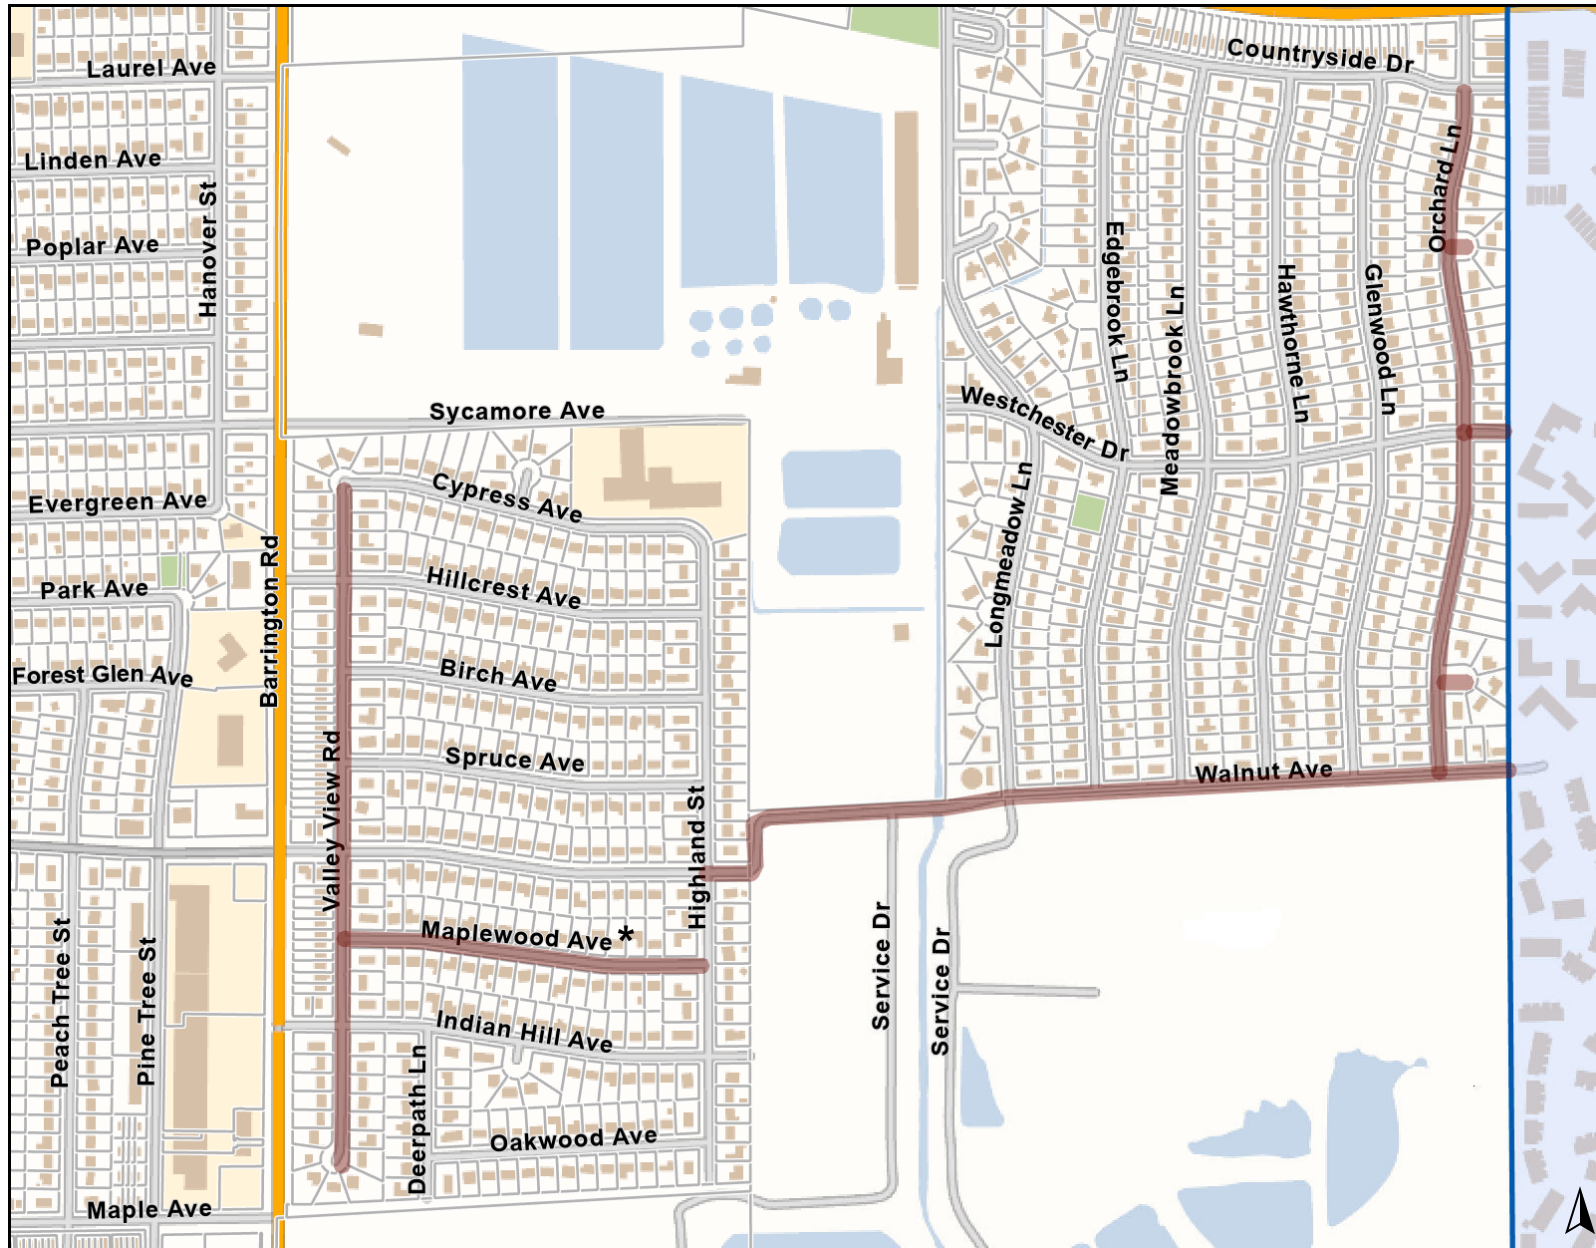 Countryside Dr
Laurel Ave
Linden Ave
Orchard Ln
Hanover St
Poplar Ave
Edgebrook Ln
Meadowbrook Ln
Hawthorne Ln
Glenwood Ln
Sycamore Ave
Westchester Dr
Evergreen Ave
Cypress Ave
Longmeadow Ln
Barrington Rd
Park Ave
Hillcrest Ave
Forest Glen Ave
Birch Ave
Valley View Rd
Spruce Ave
Walnut Ave
Highland St
Peach Tree St
Pine Tree St
Maplewood Ave *
Service Dr
Service Dr
Indian Hill Ave
Deerpath Ln
Oakwood Ave
Maple Ave